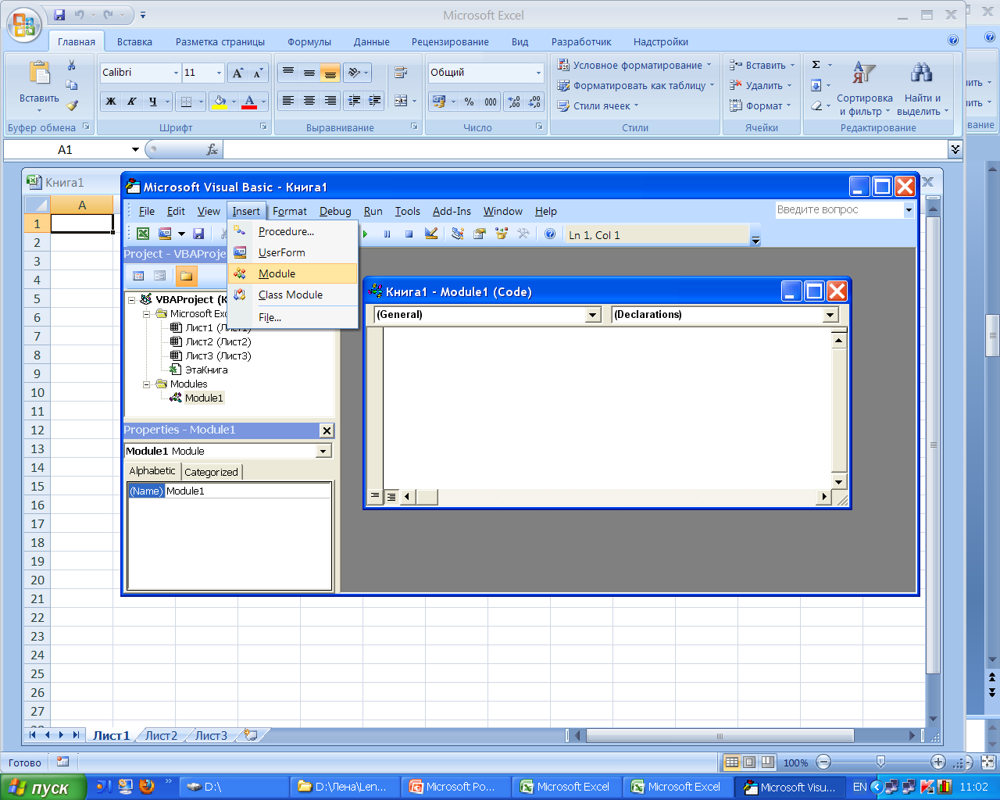 Microsoft Excel
Главная Вставка Разметка страницы Формулы Данные Рецензирование Вид Разработчик Надстройки
Calibri 11 Общий Условное форматирование Вставить Σ
Форматировать как таблицу Удалить
Вставить Ж К Ч А % 000 Стили ячеек Формат Сортировка и фильтр Найти и выделить
Буфер обмена Шрифт Выравнивание Число Стили Ячейки Редактирование
A1 fx
Книга1
A
1
2
3
4
5
6
7
8
9
10
11
12
13
14
15
16
17
18
19
20
21
22
23
24
25
26
27
Microsoft Visual Basic - Книга1
File Edit View Insert Format Debug Run Tools Add-Ins Window Help Введите вопрос
Ln 1, Col 1
Procedure...
UserForm
Module
Class Module
File...
Project - VBAProje
VBAProject (К
Microsoft Exc
Лист1 (Лист1)
Лист2 (Лист2)
Лист3 (Лист3)
ЭтаКнига
Modules
Module1
Properties - Module1
Module1 Module
Alphabetic Categorized
(Name) Module1
Книга1 - Module1 (Code)
(General) (Declarations)
Лист1 Лист2 Лист3
Готово 100%
пуск D:\ D:\Лена\Len... Microsoft Po... Microsoft Excel Microsoft Excel Microsoft Visu... EN 11:02